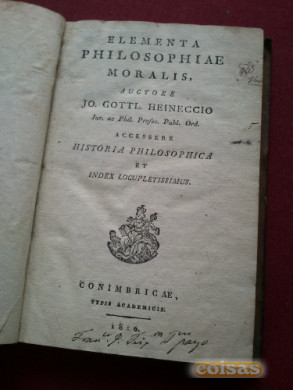 ELEMENTA
PHILOSOPHIAE
MORALIS,
AUCTORE
JO. GOTTL. HEINECCIO
Iur. ac Phil. Profes. Publ. Ord.
ACCESSERE
HISTORIA PHILOSOPHICA
ET
INDEX LOCUPLETISSIMUS.
CONIMBRICAE,
TYPIS ACADEMICIS.
coisas